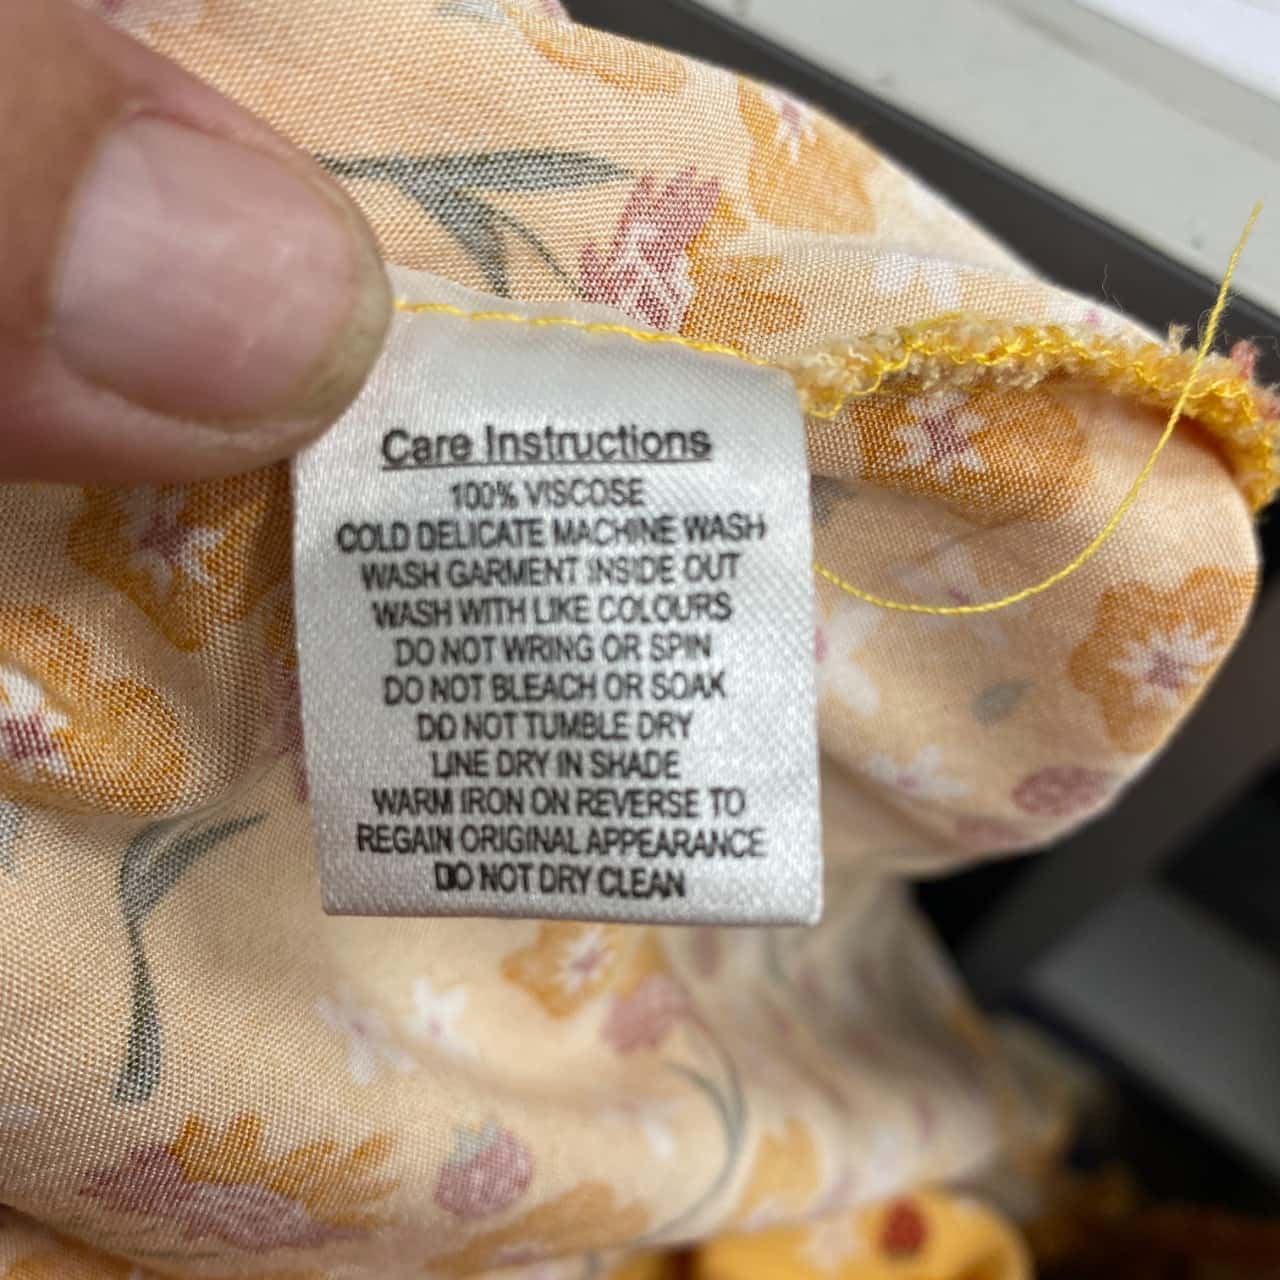 Care Instructions
100% VISCOSE
COLD DELICATE MACHINE WASH
WASH GARMENT INSIDE OUT
WASH WITH LIKE COLOURS
DO NOT WRING OR SPIN
DO NOT BLEACH OR SOAK
DO NOT TUMBLE DRY
LINE DRY IN SHADE
WARM IRON ON REVERSE TO
REGAIN ORIGINAL APPEARANCE
DO NOT DRY CLEAN